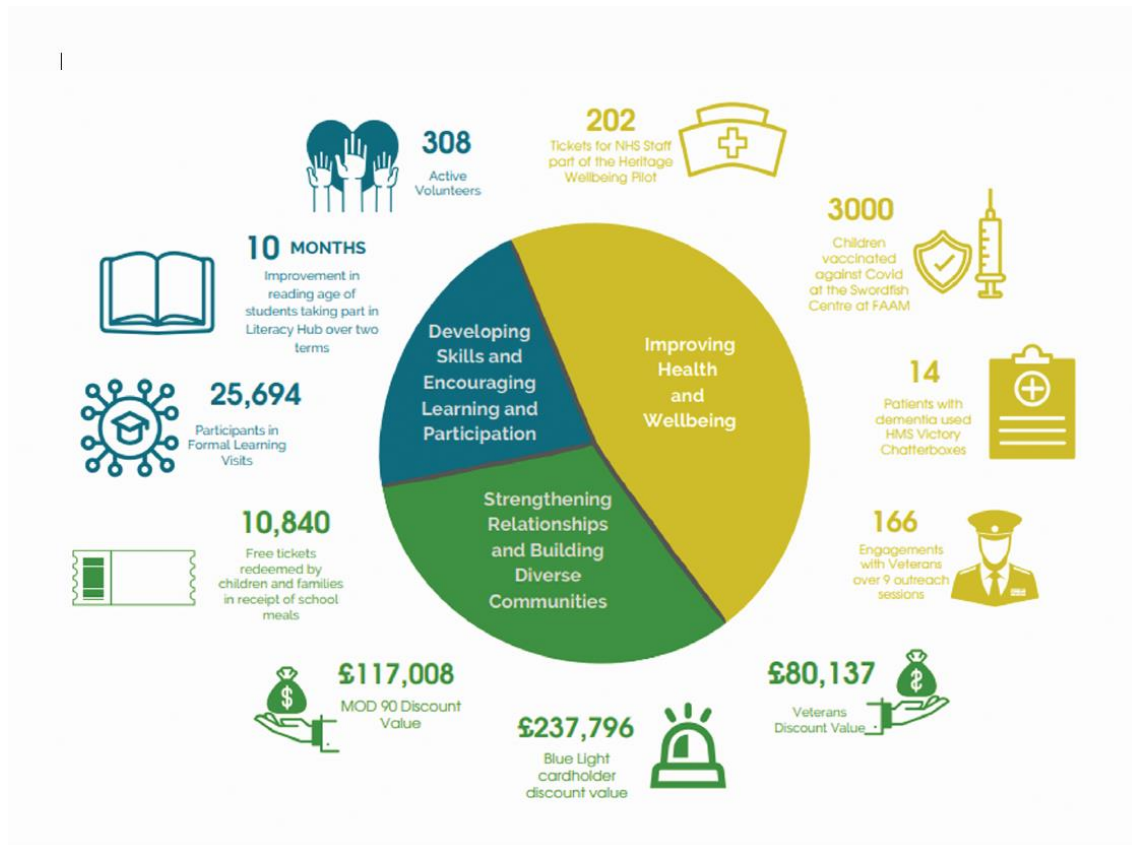 308
Active
Volunteers
202
Tickets for NHS Staff
part of the Heritage
Wellbeing Pilot
10 MONTHS
Improvement in
reading age of
students taking part in
Literacy Hub over two
terms
3000
Children
vaccinated
against Covid
at the Swordfish
Centre at FAAM
25,694
Participants in
Formal Learning
Visits
Developing
Skills and
Encouraging
Learning and
Participation
Improving
Health
and
Wellbeing
14
Patients with
dementia used
HMS Victory
Chatterboxes
10,840
Free tickets
redeemed by
children and families
in receipt of school
meals
Strengthening
Relationships
and Building
Diverse
Communities
166
Engagements
with Veterans
over 9 outreach
sessions
£117,008
MOD 90 Discount
Value
$
£237,796
Blue Light
cardholder
discount value
£80,137
Veterans
Discount Value